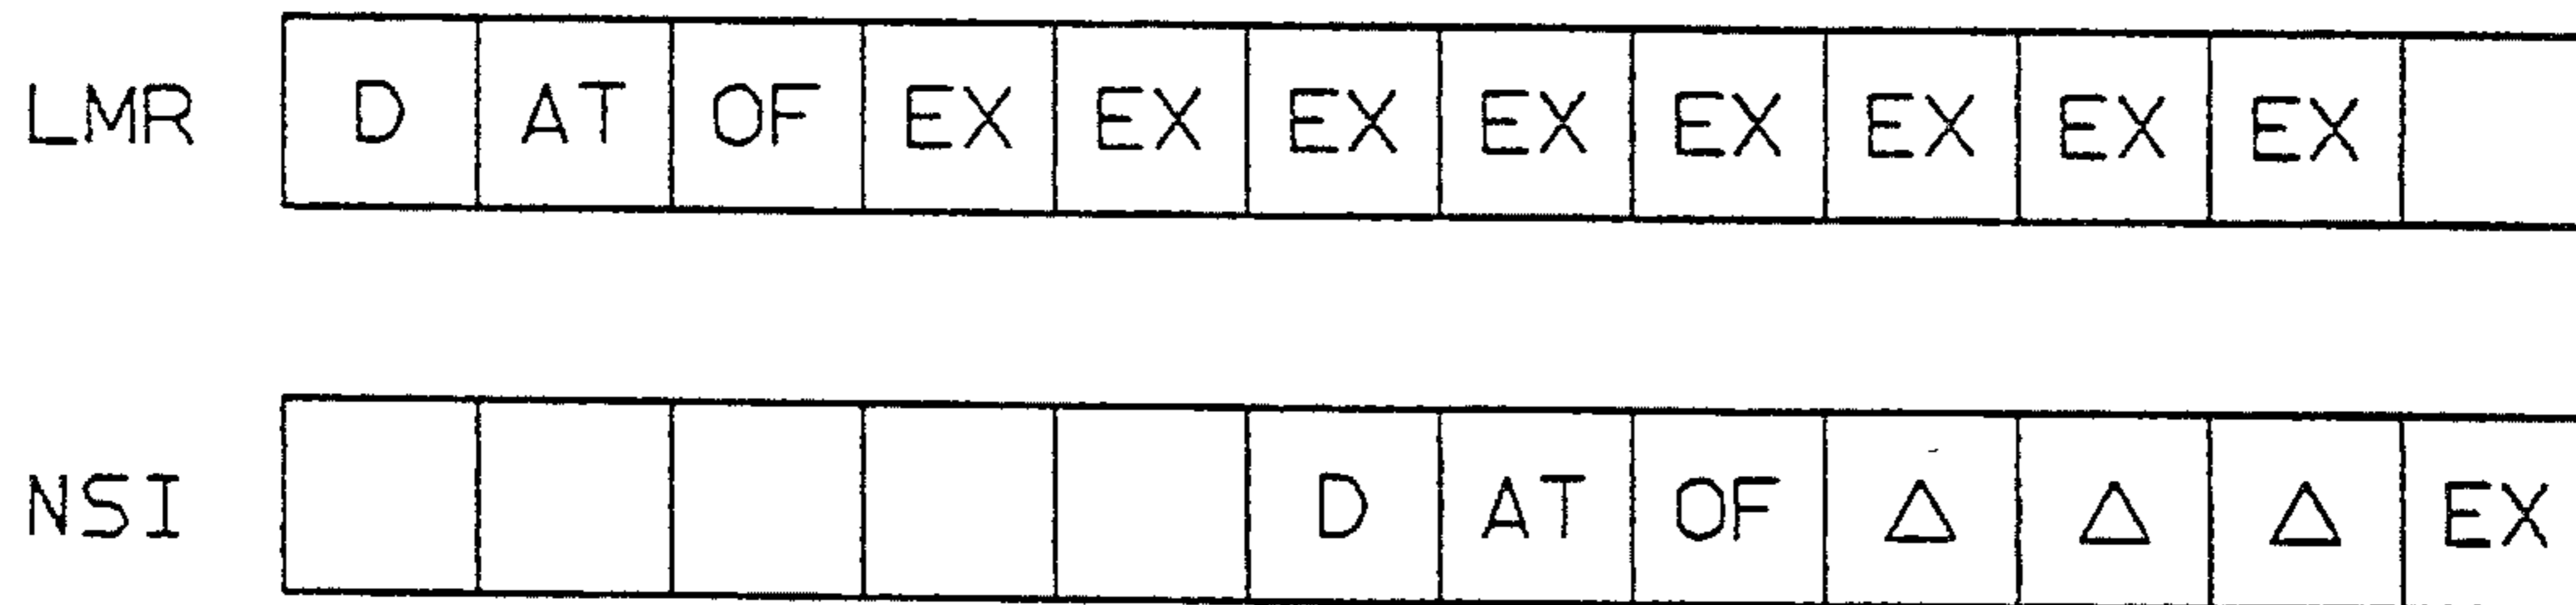 LMR D AT OF EX EX EX EX EX EX EX EX
NSI D AT OF △ △ △ EX